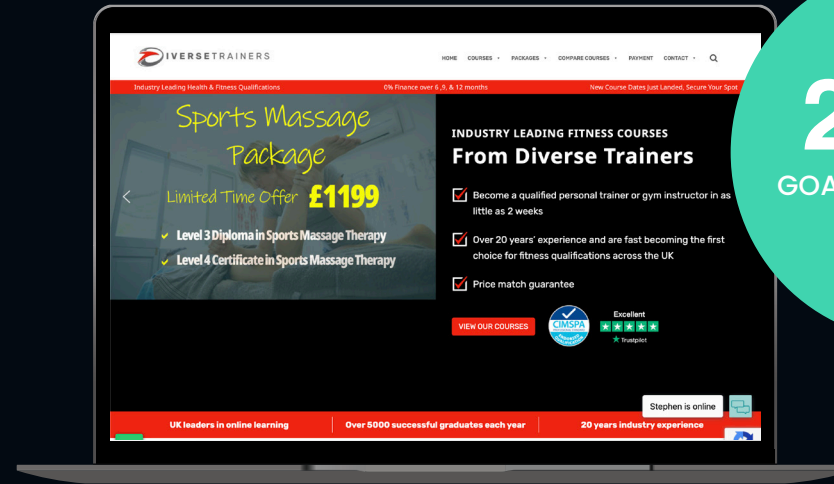 IVERSETRAINERS
HOME COURSES PACKAGES COMPARE COURSES PAYMENT CONTACT
Industry Leading Health & Fitness Qualifications
0% Finance over 6 ,9, & 12 months
New Course Dates Just Landed, Secure Your Spot
Sports Massage
Package
Limited Time Offer £1199
Level 3 Diploma in Sports Massage Therapy
Level 4 Certificate in Sports Massage Therapy
INDUSTRY LEADING FITNESS COURSES
From Diverse Trainers
Become a qualified personal trainer or gym instructor in as
little as 2 weeks
Over 20 years' experience and are fast becoming the first
choice for fitness qualifications across the UK
Price match guarantee
VIEW OUR COURSES
CIMSPA
Excellent
Trustpilot
Stephen is online
UK leaders in online learning
Over 5000 successful graduates each year
20 years industry experience
2
GOA